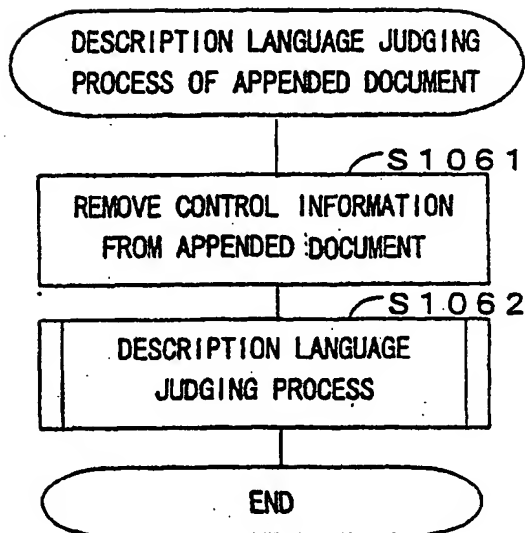 DESCRIPTION LANGUAGE JUDGING
PROCESS OF APPENDED DOCUMENT
S1061
REMOVE CONTROL INFORMATION
FROM APPENDED DOCUMENT
S1062
DESCRIPTION LANGUAGE
JUDGING PROCESS
END